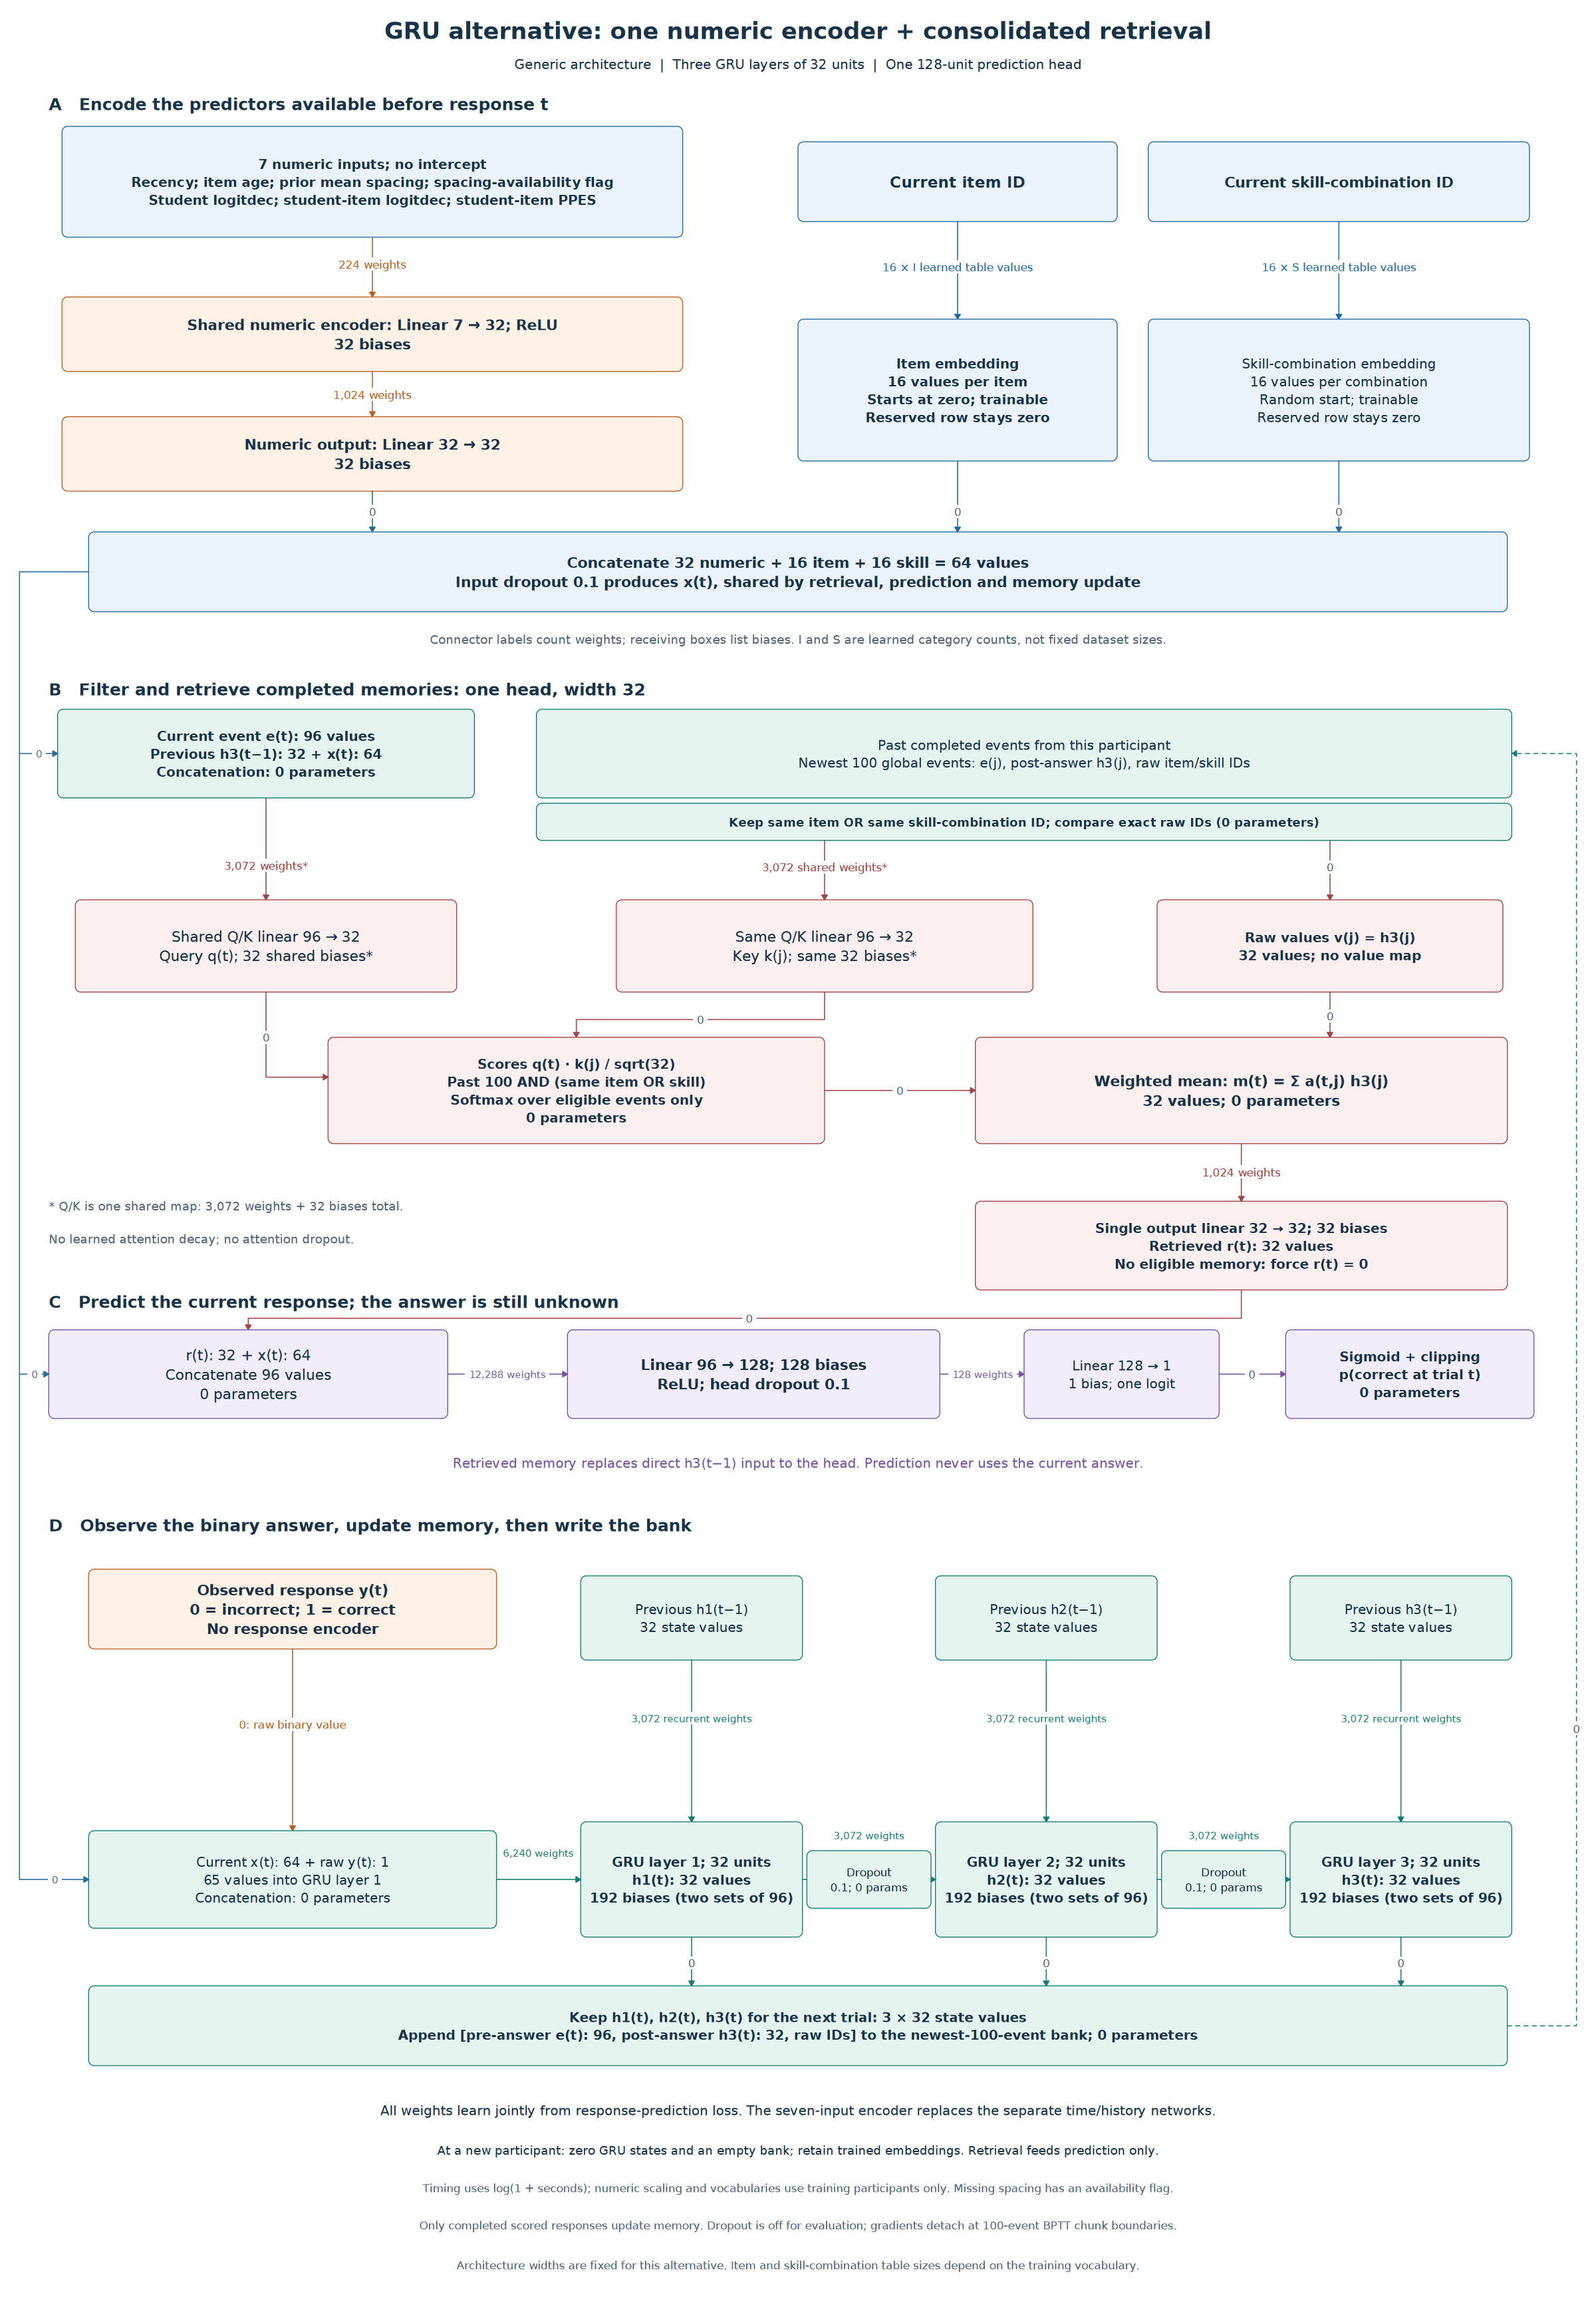 GRU alternative: one numeric encoder + consolidated retrieval
Generic architecture | Three GRU layers of 32 units | One 128-unit prediction head
A Encode the predictors available before response t
7 numeric inputs; no intercept
Recency; item age; prior mean spacing; spacing-availability flag
Student logitdec; student-item logitdec; student-item PPES
Current item ID
Current skill-combination ID
224 weights
16 × I learned table values
16 × S learned table values
Shared numeric encoder: Linear 7 → 32; ReLU
32 biases
1,024 weights
Numeric output: Linear 32 → 32
32 biases
Item embedding
16 values per item
Starts at zero; trainable
Reserved row stays zero
Skill-combination embedding
16 values per combination
Random start; trainable
Reserved row stays zero
0
0
0
Concatenate 32 numeric + 16 item + 16 skill = 64 values
Input dropout 0.1 produces x(t), shared by retrieval, prediction and memory update
Connector labels count weights; receiving boxes list biases. I and S are learned category counts, not fixed dataset sizes.
B Filter and retrieve completed memories: one head, width 32
0
Current event e(t): 96 values
Previous h3(t−1): 32 + x(t): 64
Concatenation: 0 parameters
Past completed events from this participant
Newest 100 global events: e(j), post-answer h3(j), raw item/skill IDs
Keep same item OR same skill-combination ID; compare exact raw IDs (0 parameters)
3,072 weights*
3,072 shared weights*
0
Shared Q/K linear 96 → 32
Query q(t); 32 shared biases*
Same Q/K linear 96 → 32
Key k(j); same 32 biases*
Raw values v(j) = h3(j)
32 values; no value map
0
0
0
Scores q(t) · k(j) / sqrt(32)
Past 100 AND (same item OR skill)
Softmax over eligible events only
0 parameters
0
Weighted mean: m(t) = Σ a(t,j) h3(j)
32 values; 0 parameters
1,024 weights
* Q/K is one shared map: 3,072 weights + 32 biases total.
No learned attention decay; no attention dropout.
Single output linear 32 → 32; 32 biases
Retrieved r(t): 32 values
No eligible memory: force r(t) = 0
C Predict the current response; the answer is still unknown
0
0
r(t): 32 + x(t): 64
Concatenate 96 values
0 parameters
12,288 weights
Linear 96 → 128; 128 biases
ReLU; head dropout 0.1
128 weights
Linear 128 → 1
1 bias; one logit
0
Sigmoid + clipping
p(correct at trial t)
0 parameters
Retrieved memory replaces direct h3(t−1) input to the head. Prediction never uses the current answer.
D Observe the binary answer, update memory, then write the bank
Observed response y(t)
0 = incorrect; 1 = correct
No response encoder
Previous h1(t−1)
32 state values
Previous h2(t−1)
32 state values
Previous h3(t−1)
32 state values
0: raw binary value
3,072 recurrent weights
3,072 recurrent weights
3,072 recurrent weights
0
0
Current x(t): 64 + raw y(t): 1
65 values into GRU layer 1
Concatenation: 0 parameters
6,240 weights
GRU layer 1; 32 units
h1(t): 32 values
192 biases (two sets of 96)
3,072 weights
Dropout
0.1; 0 params
GRU layer 2; 32 units
h2(t): 32 values
192 biases (two sets of 96)
3,072 weights
Dropout
0.1; 0 params
GRU layer 3; 32 units
h3(t): 32 values
192 biases (two sets of 96)
0
0
0
Keep h1(t), h2(t), h3(t) for the next trial: 3 × 32 state values
Append [pre-answer e(t): 96, post-answer h3(t): 32, raw IDs] to the newest-100-event bank; 0 parameters
All weights learn jointly from response-prediction loss. The seven-input encoder replaces the separate time/history networks.
At a new participant: zero GRU states and an empty bank; retain trained embeddings. Retrieval feeds prediction only.
Timing uses log(1 + seconds); numeric scaling and vocabularies use training participants only. Missing spacing has an availability flag.
Only completed scored responses update memory. Dropout is off for evaluation; gradients detach at 100-event BPTT chunk boundaries.
Architecture widths are fixed for this alternative. Item and skill-combination table sizes depend on the training vocabulary.